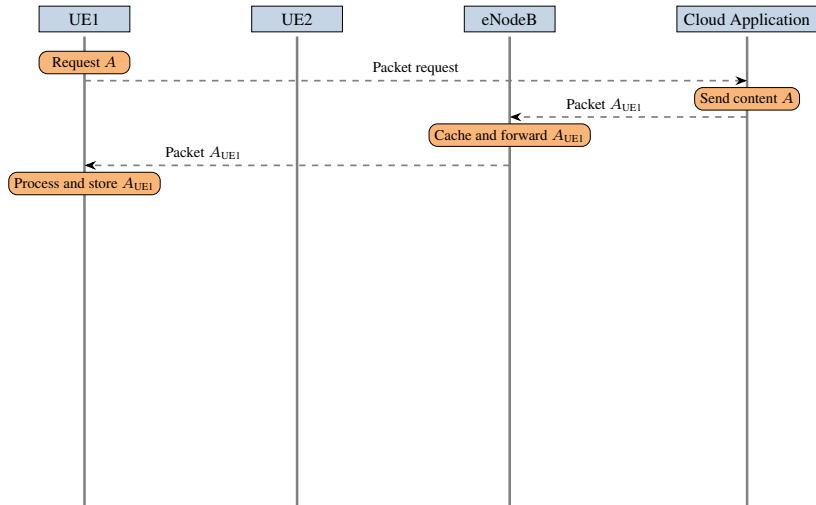 UE1
UE2
eNodeB
Cloud Application
Request A
Packet request
Send content A
Packet A_UE1
Cache and forward A_UE1
Packet A_UE1
Process and store A_UE1